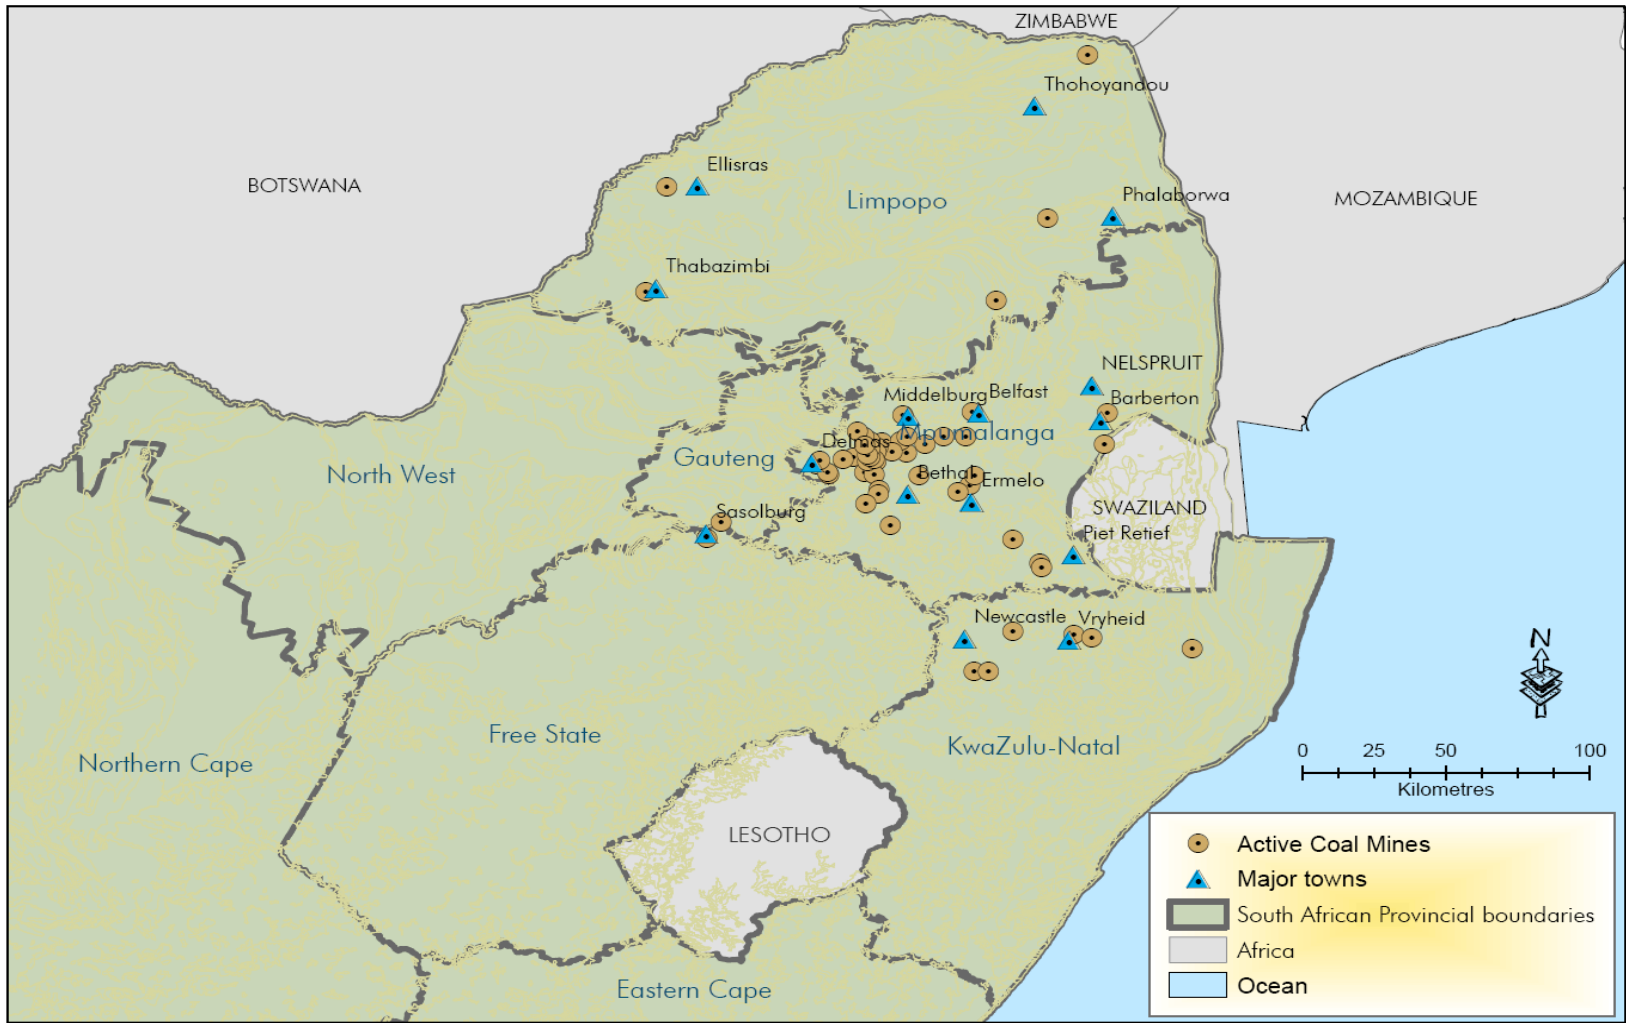 ZIMBABWE
Thohoyandou
Ellisras
BOTSWANA
Limpopo
Phalaborwa
MOZAMBIQUE
Thabazimbi
NELSPRUIT
Middelburg
Belfast
Barberton
Mpumalanga
Delmas
Gauteng
North West
Bethal
Ermelo
SWAZILAND
Sasolburg
Piet Retief
Newcastle
Vryheid
N
Free State
KwaZulu-Natal
Northern Cape
0 25 50 100
Kilometres
LESOTHO
Active Coal Mines
Major towns
South African Provincial boundaries
Africa
Ocean
Eastern Cape